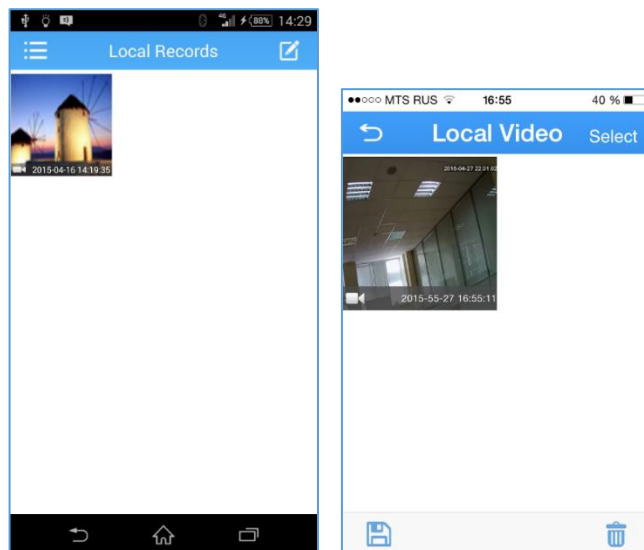 4G 88% 14:29
Local Records
2015-04-16 14:19:35
MTS RUS 16:55 40 %
Local Video Select
2015-55-27 16:55:11